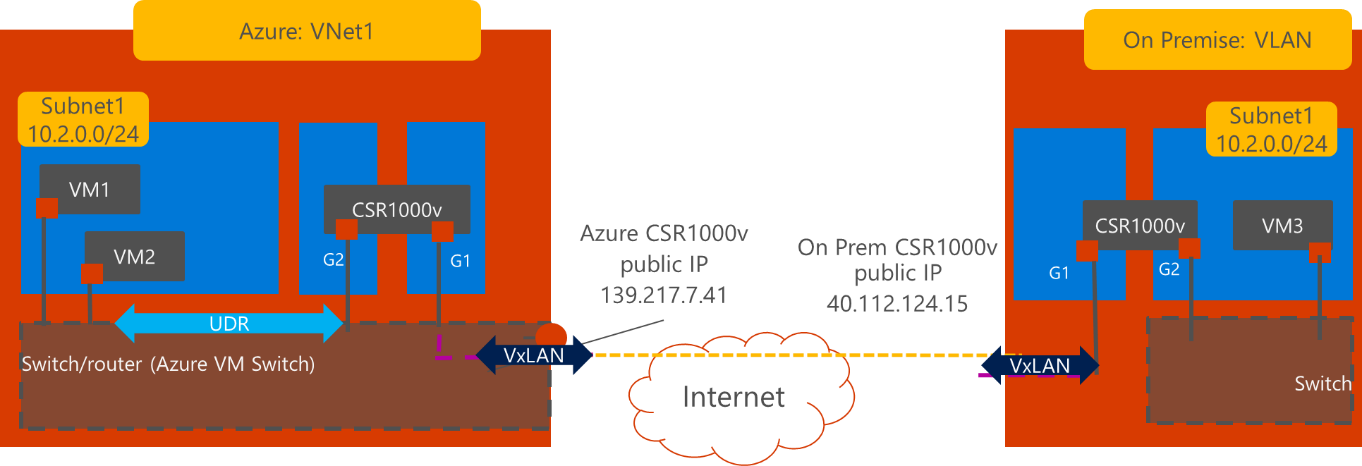 Azure: VNet1
On Premise: VLAN
Subnet1
10.2.0.0/24
VM1
VM2
CSR1000v
G2
G1
UDR
Switch/router (Azure VM Switch)
VxLAN
Azure CSR1000v
public IP
139.217.7.41
On Prem CSR1000v
public IP
40.112.124.15
Internet
Subnet1
10.2.0.0/24
CSR1000v
VM3
G1
G2
VxLAN
Switch